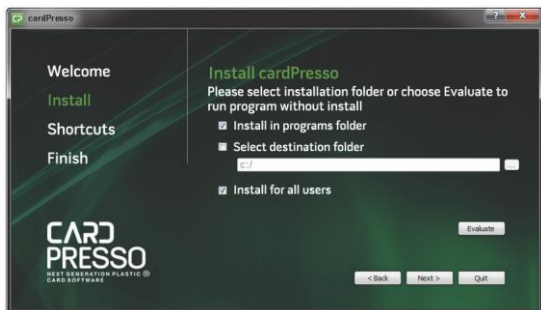 cardPresso
Welcome
Install
Shortcuts
Finish
Install cardPresso
Please select installation folder or choose Evaluate to
run program without install
Install in programs folder
Select destination folder
c:/
...
Install for all users
Evaluate
CARD
PRESSO
NEXT GENERATION PLASTIC ®
CARD SOFTWARE
< Back
Next >
Quit